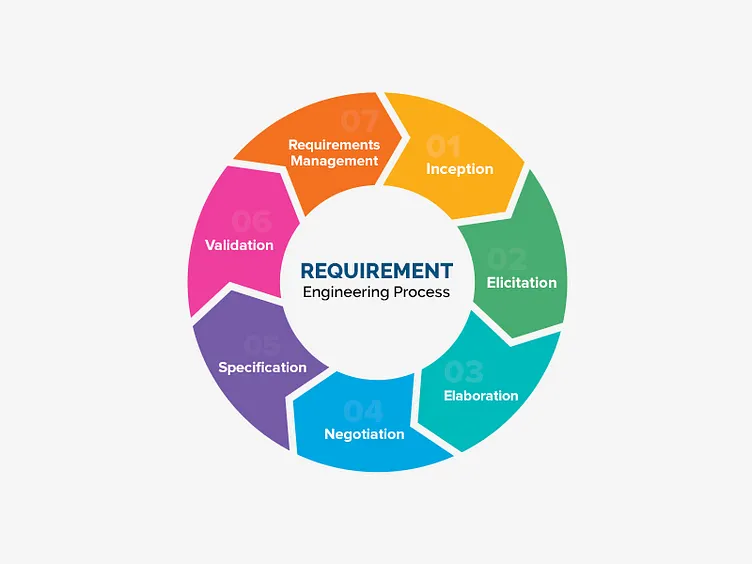 REQUIREMENT
Engineering Process
01
Inception
02
Elicitation
03
Elaboration
04
Negotiation
05
Specification
06
Validation
07
Requirements
Management